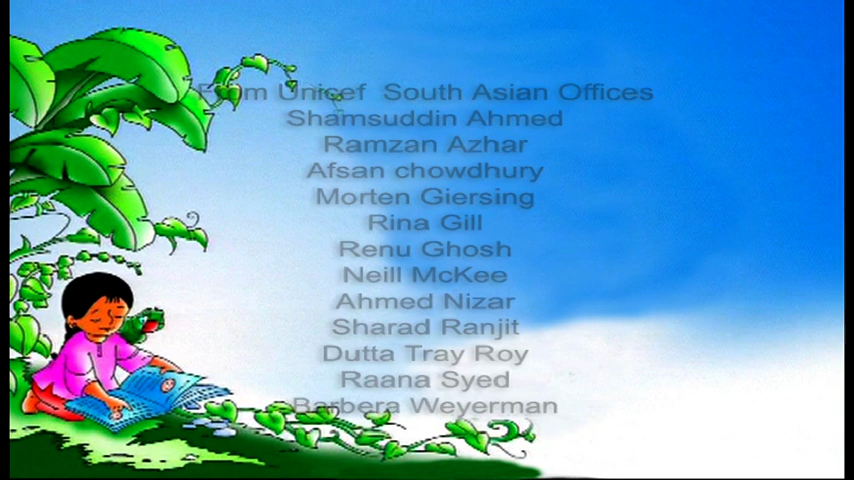 From Unicef South Asian Offices
Shamsuddin Ahmed
Ramzan Azhar
Afsan chowdhury
Morten Giersing
Rina Gill
Renu Ghosh
Neill McKee
Ahmed Nizar
Sharad Ranjit
Dutta Tray Roy
Raana Syed
Barbera Weyerman